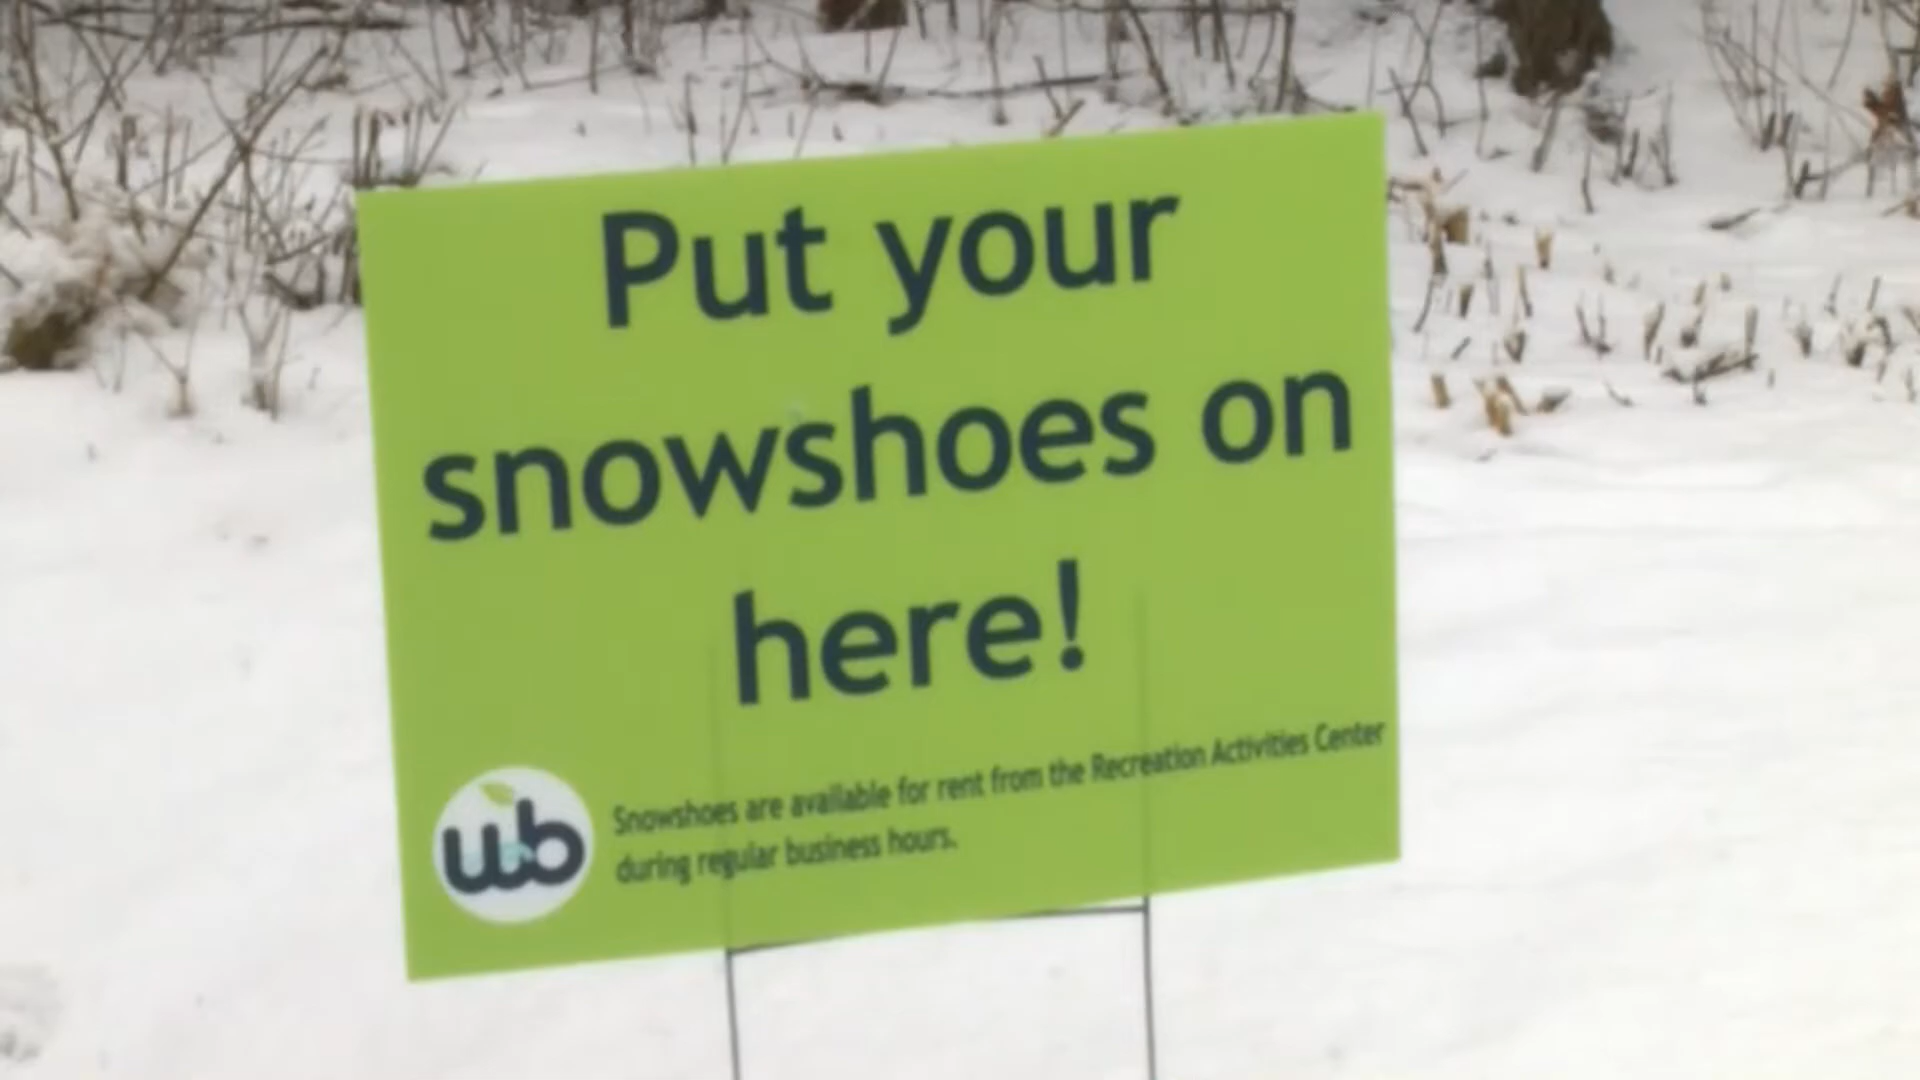 Put your
snowshoes on
here!
wb
Snowshoes are available for rent from the Recreation Activities Center
during regular business hours.